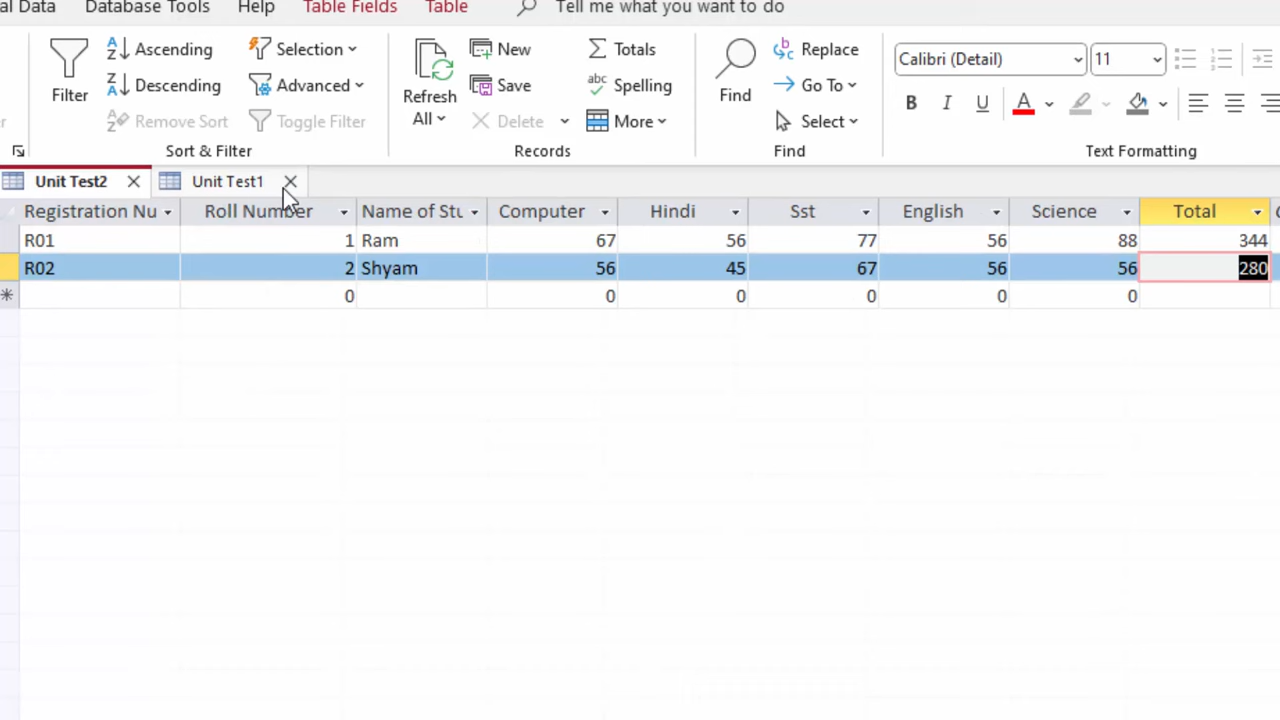 al Data Database Tools Help Table Fields Table Tell me what you want to do
Filter
Ascending
Descending
Remove Sort
Selection
Advanced
Toggle Filter
Sort & Filter
Refresh
All
New
Save
Delete
Totals
Spelling
More
Records
Find
Replace
Go To
Select
Find
Calibri (Detail) 11
B I U A
Text Formatting
Unit Test2 Unit Test1
Registration Nu Roll Number Name of Stu Computer Hindi Sst English Science Total
R01 1 Ram 67 56 77 56 88 344
R02 2 Shyam 56 45 67 56 56 280
* 0 0 0 0 0 0